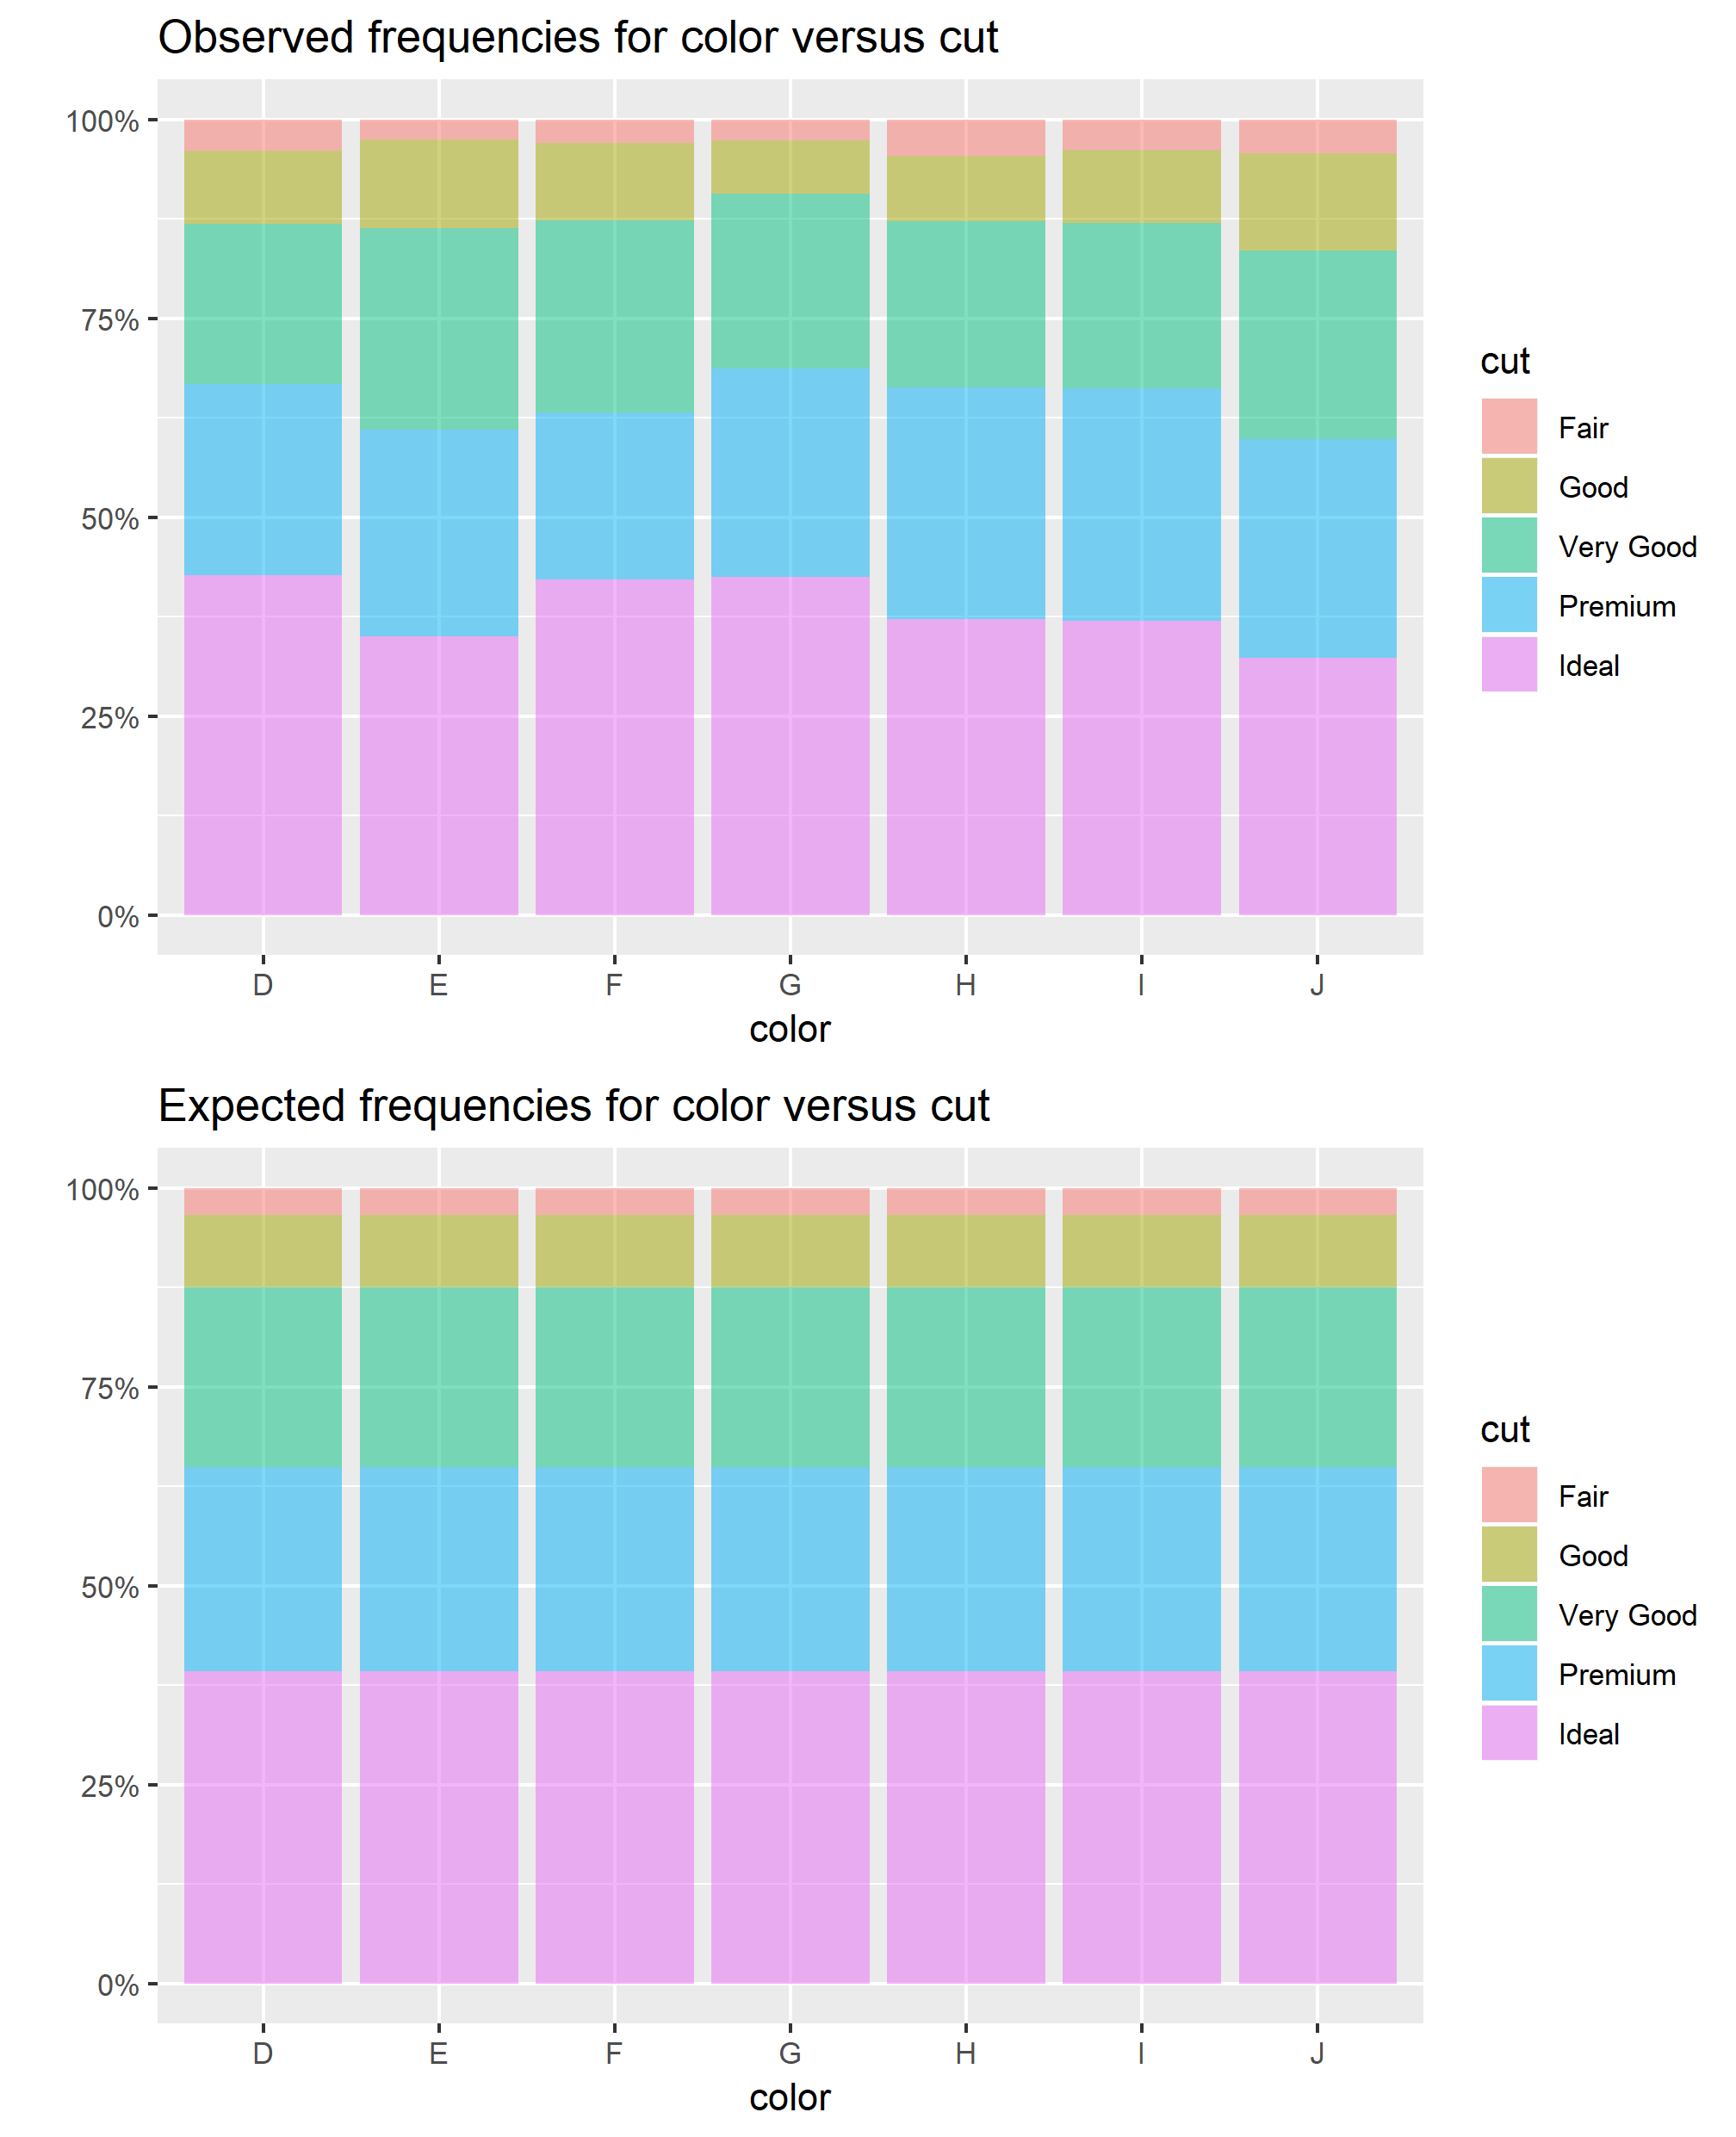 Observed frequencies for color versus cut
100%
75%
50%
25%
0%
D E F G H I J
color
cut
Fair
Good
Very Good
Premium
Ideal
Expected frequencies for color versus cut
100%
75%
50%
25%
0%
D E F G H I J
color
cut
Fair
Good
Very Good
Premium
Ideal